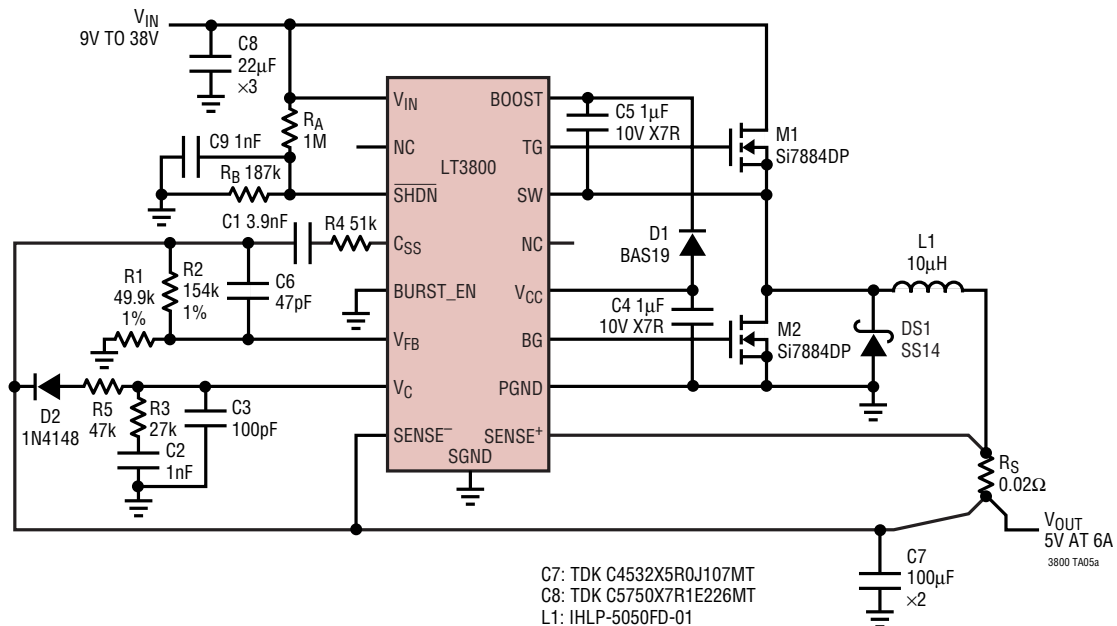 VIN
9V TO 38V
C8
22µF
×3
RA
1M
C9 1nF
RB 187k
C1 3.9nF
R4 51k
R1
49.9k
1%
R2
154k
1%
C6
47pF
D2
1N4148
R5
47k
R3
27k
C2
1nF
C3
100pF
LT3800
VIN
NC
SHDN
CSS
BURST_EN
VFB
VC
SENSE–
SGND
BOOST
TG
SW
NC
VCC
BG
PGND
SENSE+
C5 1µF
10V X7R
M1
Si7884DP
D1
BAS19
C4 1µF
10V X7R
M2
Si7884DP
L1
10µH
DS1
SS14
RS
0.02Ω
VOUT
5V AT 6A
3800 TA05a
C7
100µF
×2
C7: TDK C4532X5R0J107MT
C8: TDK C5750X7R1E226MT
L1: IHLP-5050FD-01